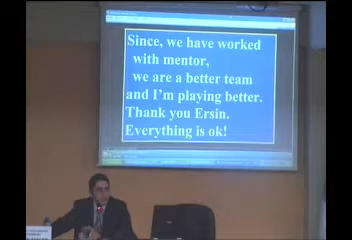 Since, we have worked
with mentor,
we are a better team
and I'm playing better.
Thank you Ersin.
Everything is ok!